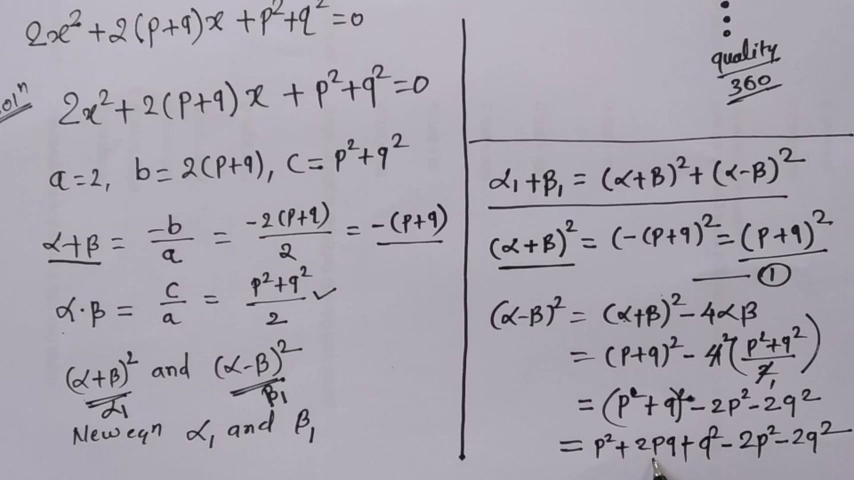 2x²+2(p+q)x+p²+q²=0
Solⁿ
2x²+2(p+q)x+p²+q²=0
a=2, b=2(p+q), c=p²+q²
α+β = -b/a = -2(p+q)/2 = -(p+q)
α·β = c/a = p²+q²/2 ✓
(α+β)² and (α-β)²
α₁ β₁
New eqn α₁ and β₁
quality
360
α₁+β₁ = (α+β)²+(α-β)²
(α+β)² = (-(p+q)² = (p+q)²
①
(α-β)² = (α+β)²-4αβ
= (p+q)²-4²(p²+q²/2₁)
= (p²+q)²-2p²-2q²
= p²+2pq+q²-2p²-2q²